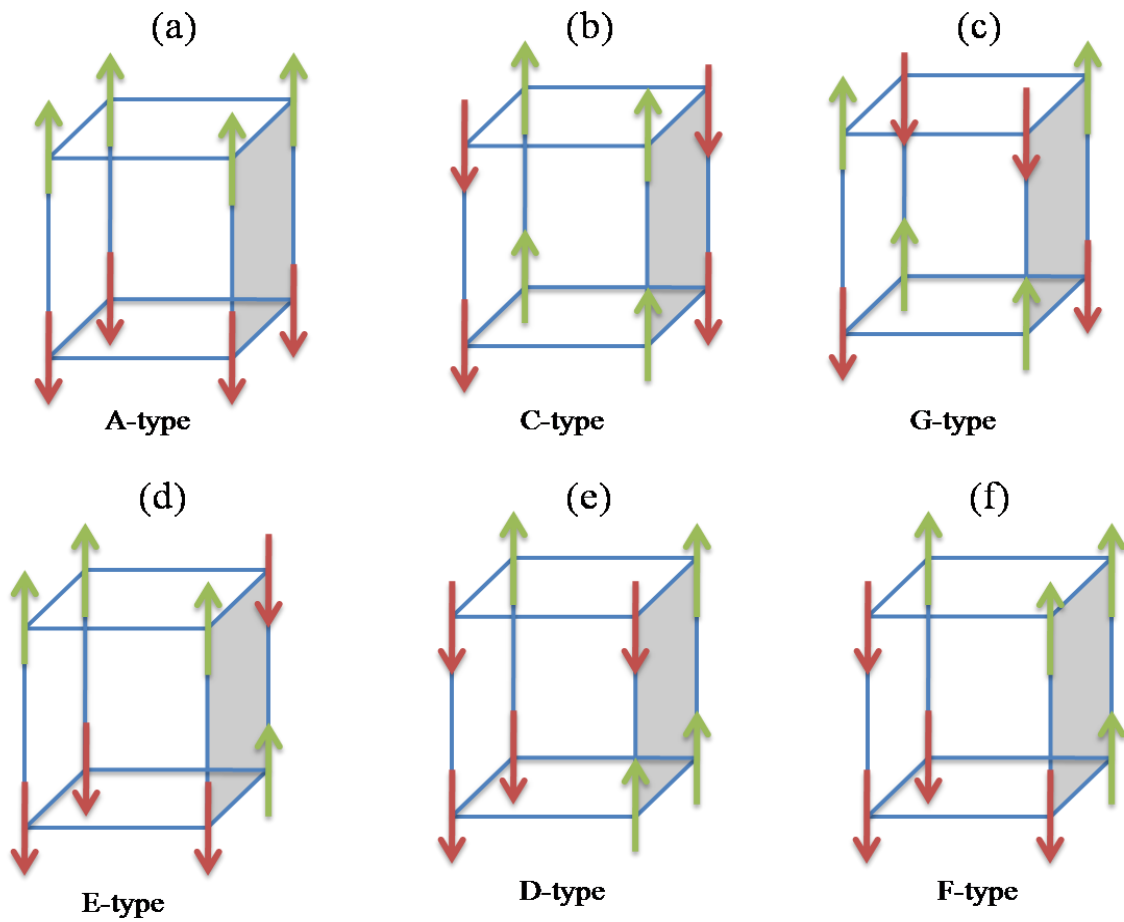 (a)
(b)
(c)
A-type
C-type
G-type
(d)
(e)
(f)
E-type
D-type
F-type